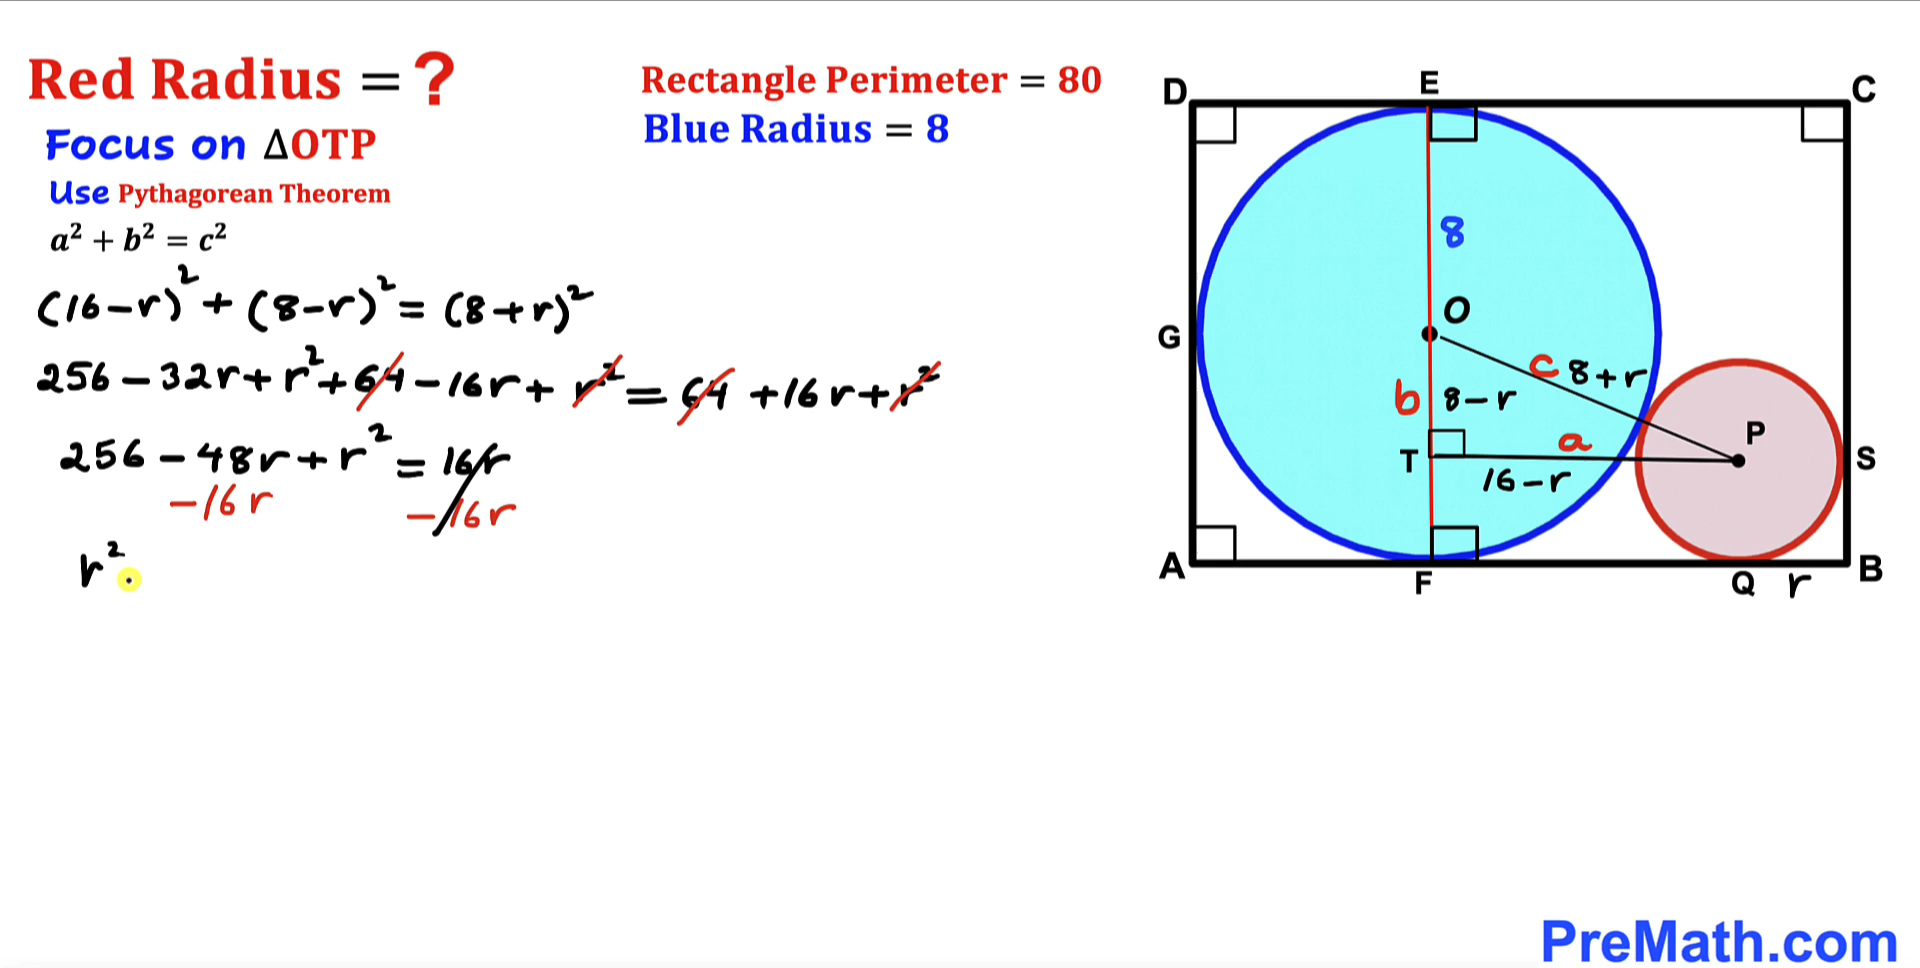 Red Radius = ?
Focus on ΔOTP
Use Pythagorean Theorem
a² + b² = c²
(16-r)² + (8-r)² = (8+r)²
256 - 32r + r² + 64 - 16r + r² = 64 + 16r + r²
256 - 48r + r² = 16r
-16r -16r
r²
Rectangle Perimeter = 80
Blue Radius = 8
D E C
8
O
G
c 8+r
b 8-r
P
a
T S
16-r
A B
F Q r
PreMath.com